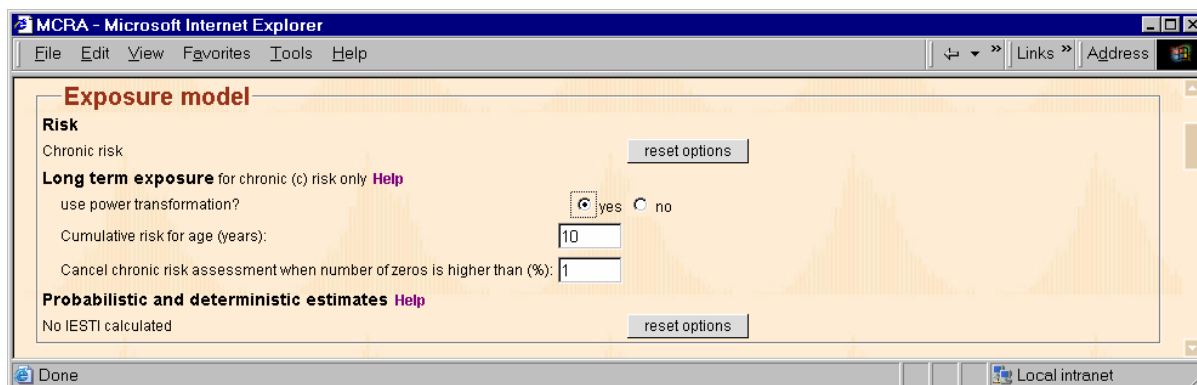 MCRA - Microsoft Internet Explorer
File Edit View Favorites Tools Help » Links » Address
Exposure model
Risk
Chronic risk reset options
Long term exposure for chronic (c) risk only Help
use power transformation? yes no
Cumulative risk for age (years): 10
Cancel chronic risk assessment when number of zeros is higher than (%): 1
Probabilistic and deterministic estimates Help
No IESTI calculated reset options
Done Local intranet